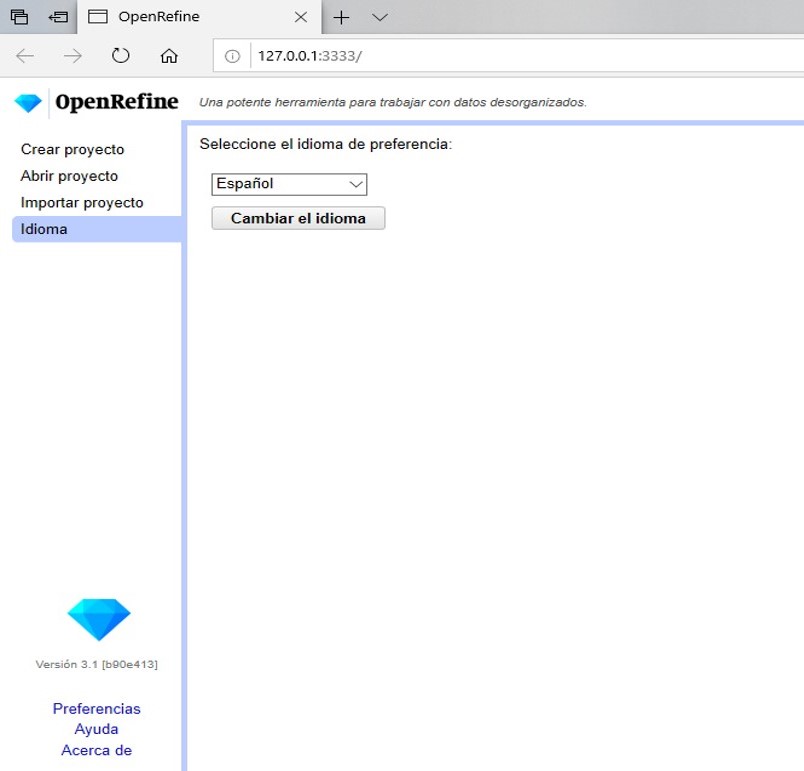 OpenRefine
127.0.0.1:3333/
OpenRefine Una potente herramienta para trabajar con datos desorganizados.
Crear proyecto
Abrir proyecto
Importar proyecto
Idioma
Seleccione el idioma de preferencia:
Español
Cambiar el idioma
Versión 3.1 [b90e413]
Preferencias
Ayuda
Acerca de